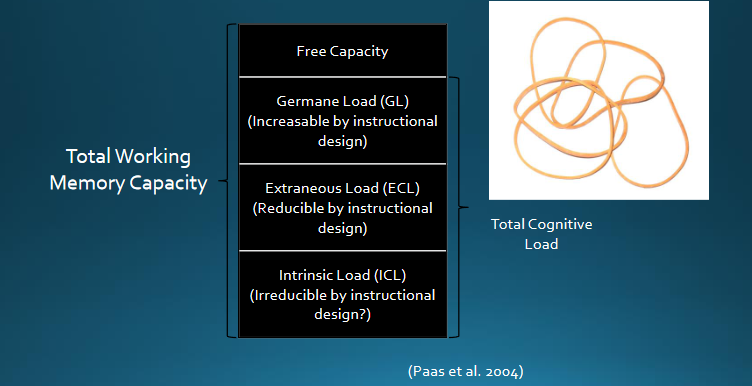 Total Working
Memory Capacity
Free Capacity
Germane Load (GL)
(Increasable by instructional
design)
Extraneous Load (ECL)
(Reducible by instructional
design)
Intrinsic Load (ICL)
(Irreducible by instructional
design?)
Total Cognitive
Load
(Paas et al. 2004)